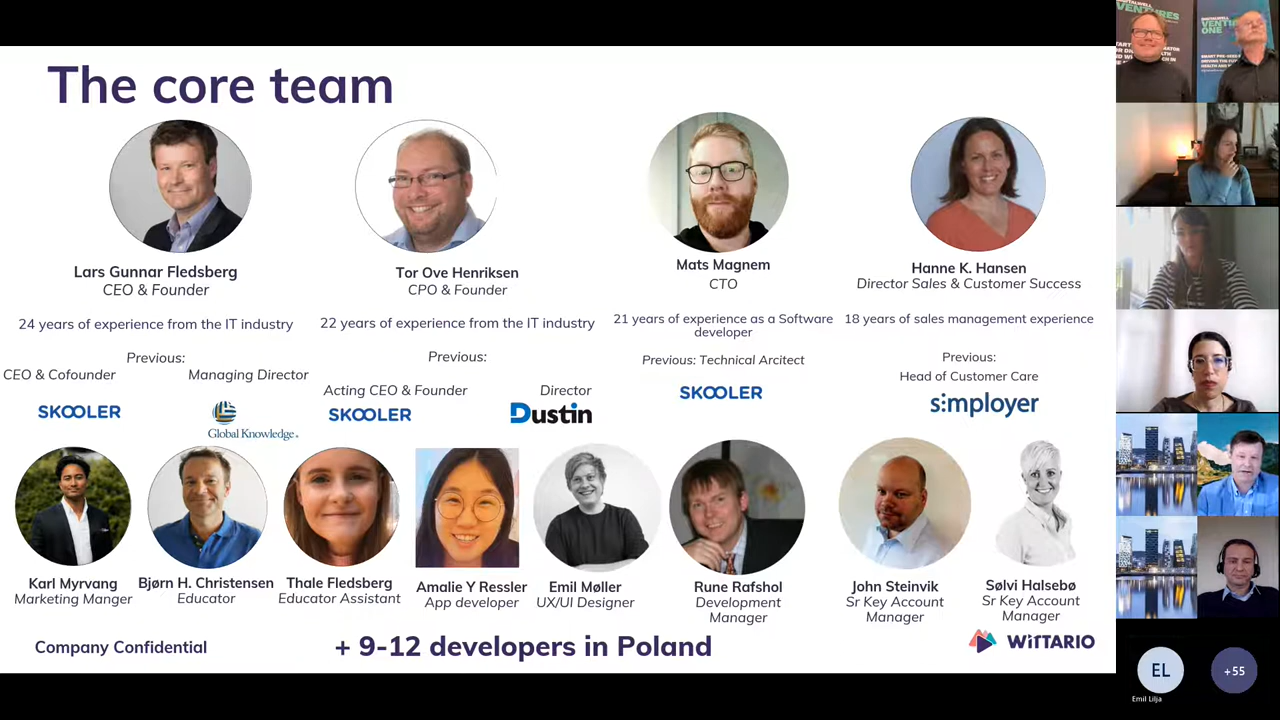 The core team
Lars Gunnar Fledsberg
CEO & Founder
24 years of experience from the IT industry
Previous:
CEO & Cofounder
Managing Director
SKOOLER
Global Knowledge.
Tor Ove Henriksen
CPO & Founder
22 years of experience from the IT industry
Previous:
Acting CEO & Founder
Director
SKOOLER
Dustin
Mats Magnem
CTO
21 years of experience as a Software
developer
Previous: Technical Arcitect
SKOOLER
Hanne K. Hansen
Director Sales & Customer Success
18 years of sales management experience
Previous:
Head of Customer Care
s:mployer
Karl Myrvang
Marketing Manger
Bjørn H. Christensen
Educator
Thale Fledsberg
Educator Assistant
Amalie Y Ressler
App developer
Emil Møller
UX/UI Designer
Rune Rafshol
Development
Manager
John Steinvik
Sr Key Account
Manager
Sølvi Halsebø
Sr Key Account
Manager
Company Confidential
+ 9-12 developers in Poland
WiTTARIO
VENTURES
VENT
ONE
EL
Emil Lilja
+55